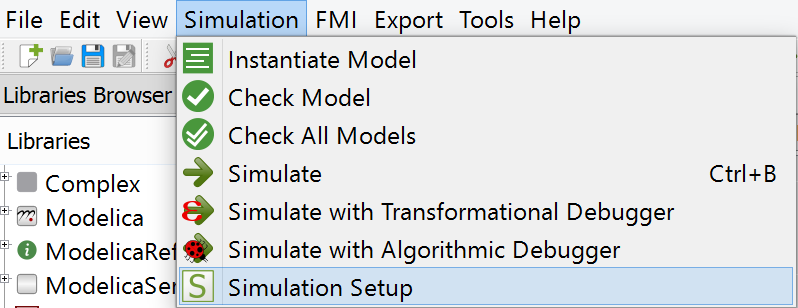 File Edit View Simulation FMI Export Tools Help
Instantiate Model
Libraries Browser
Check Model
Check All Models
Libraries
Simulate Ctrl+B
Complex
Simulate with Transformational Debugger
Modelica
Simulate with Algorithmic Debugger
ModelicaRef
Simulation Setup
ModelicaSer